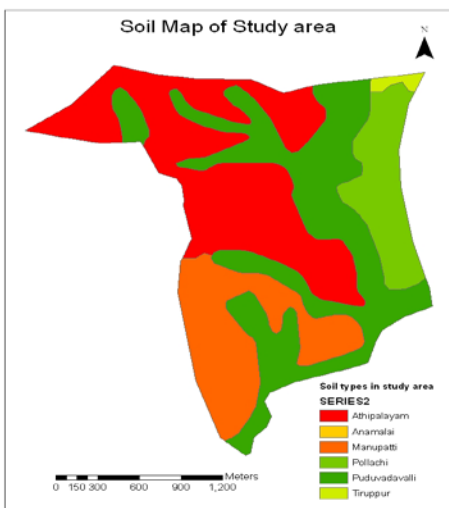 Soil Map of Study area
N
Soil types in study area
SERIES2
Athipalayam
Anamalai
Manupatti
Pollachi
Puduvadavalli
Tiruppur
Meters
0 150 300 600 900 1,200